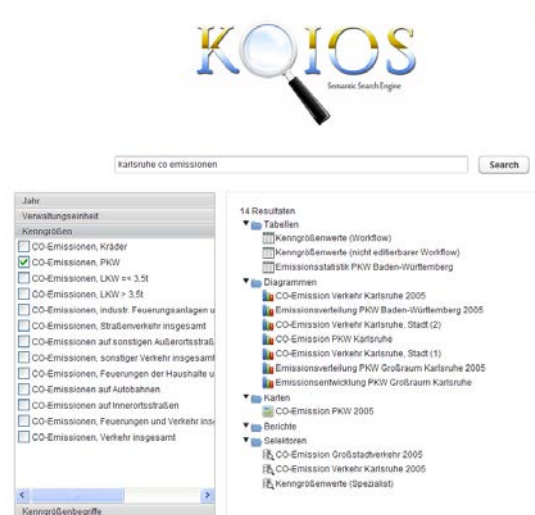 KOIOS
Semantic Search Engine
karlsruhe co emissionen
Search
Jahr
Verwaltungseinheit
Kenngrößen
CO-Emissionen, Kräder
CO-Emissionen, PKW
CO-Emissionen, LKW =< 3,5t
CO-Emissionen, LKW > 3,5t
CO-Emissionen, industr. Feuerungsanlagen u
CO-Emissionen, Straßenverkehr insgesamt
CO-Emissionen auf sonstigen Außerortsstraß
CO-Emissionen, sonstiger Verkehr insgesamt
CO-Emissionen, Feuerungen der Haushalte u
CO-Emissionen auf Autobahnen
CO-Emissionen auf Innerortsstraßen
CO-Emissionen, Feuerungen und Verkehr ins
CO-Emissionen, Verkehr insgesamt
Kenngrößenbegriffe
14 Resultaten
Tabellen
Kenngrößenwerte (Workflow)
Kenngrößenwerte (nicht editierbarer Workflow)
Emissionsstatistik PKW Baden-Württemberg
Diagrammen
CO-Emission Verkehr Karlsruhe 2005
Emissionsverteilung PKW Baden-Württemberg 2005
CO-Emission Verkehr Karlsruhe, Stadt (2)
CO-Emission PKW Karlsruhe
CO-Emission Verkehr Karlsruhe, Stadt (1)
Emissionsverteilung PKW Großraum Karlsruhe 2005
Emissionsentwicklung PKW Großraum Karlsruhe
Karten
CO-Emission PKW 2005
Berichte
Selektoren
CO-Emission Großstadtverkehr 2005
CO-Emission Verkehr Karlsruhe 2005
Kenngrößenwerte (Spezialist)